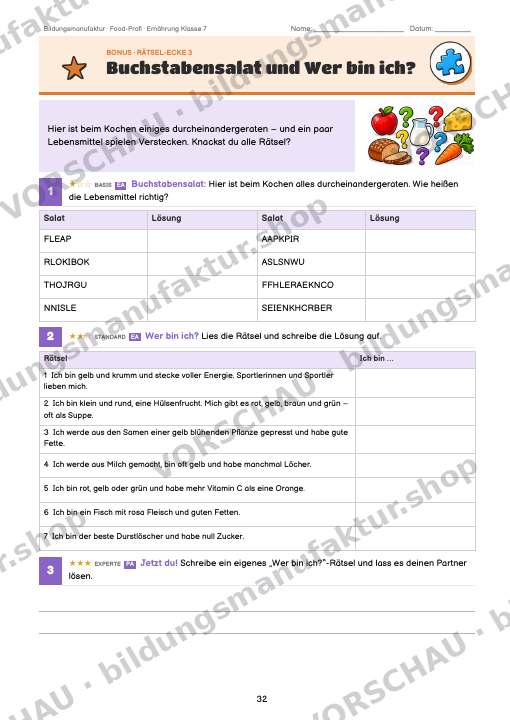 Bildungsmanufaktur · Food-Profi · Ernährung Klasse 7 Name: Datum:
BONUS · RÄTSEL-ECKE 3
Buchstabensalat und Wer bin ich?
Hier ist beim Kochen einiges durcheinandergeraten – und ein paar
Lebensmittel spielen Verstecken. Knackst du alle Rätsel?
1 ★☆☆ BASIS EA Buchstabensalat: Hier ist beim Kochen alles durcheinandergeraten. Wie heißen
die Lebensmittel richtig?
Salat Lösung Salat Lösung
FLEAP AAPKPIR
RLOKIBOK ASLSNWU
THOJRGU FFHLERAEKNCO
NNISLE SEIENKHCRBER
2 ★★☆ STANDARD EA Wer bin ich? Lies die Rätsel und schreibe die Lösung auf.
Rätsel Ich bin ...
1 Ich bin gelb und krumm und stecke voller Energie. Sportlerinnen und Sportler
lieben mich.
2 Ich bin klein und rund, eine Hülsenfrucht. Mich gibt es rot, gelb, braun und grün –
oft als Suppe.
3 Ich werde aus den Samen einer gelb blühenden Pflanze gepresst und habe gute
Fette.
4 Ich werde aus Milch gemacht, bin oft gelb und habe manchmal Löcher.
5 Ich bin rot, gelb oder grün und habe mehr Vitamin C als eine Orange.
6 Ich bin ein Fisch mit rosa Fleisch und guten Fetten.
7 Ich bin der beste Durstlöscher und habe null Zucker.
3 ★★★ EXPERTE PA Jetzt du! Schreibe ein eigenes „Wer bin ich?“-Rätsel und lass es deinen Partner
lösen.
32
VORSCHAU · bildungsmanufaktur.shop